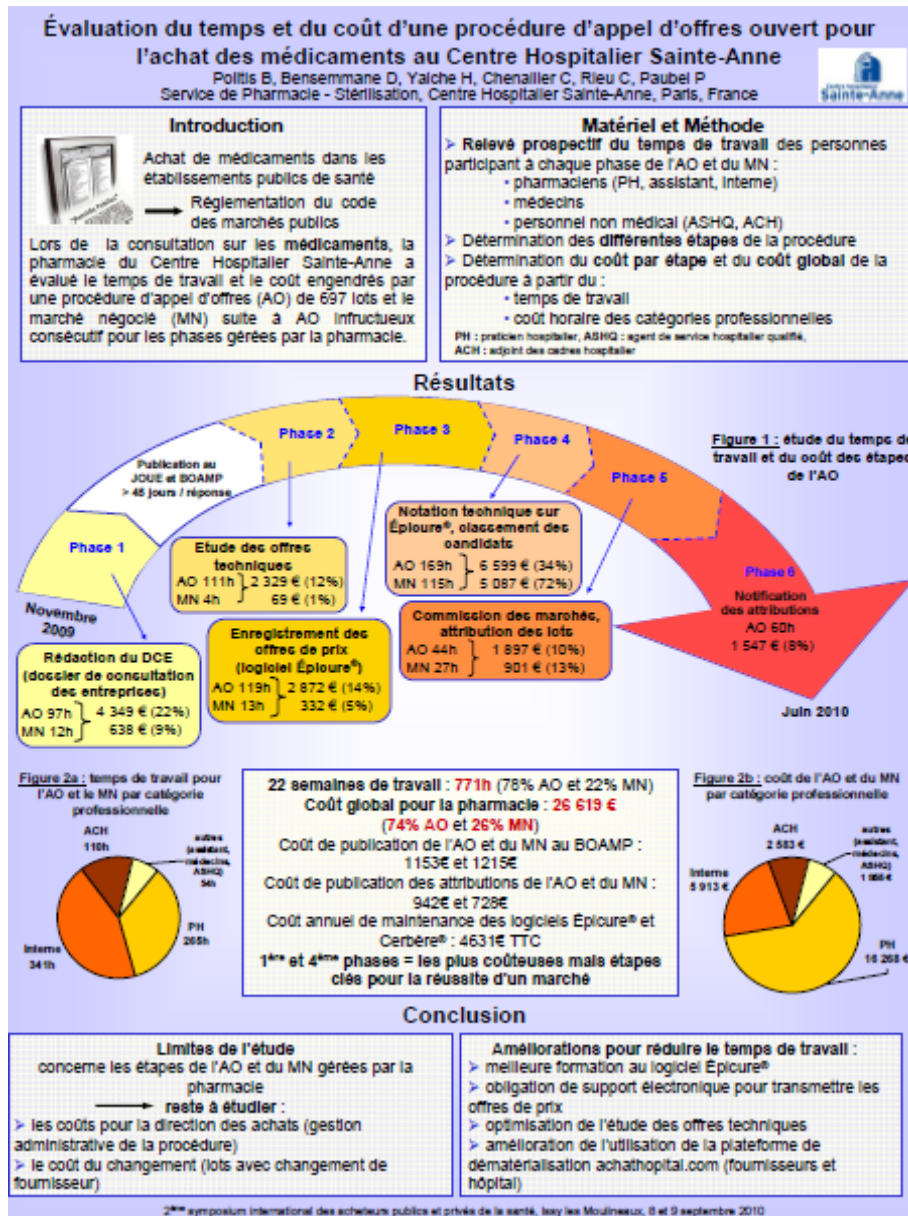 Évaluation du temps et du coût d'une procédure d'appel d'offres ouvert pour
l'achat des médicaments au Centre Hospitalier Sainte-Anne
Politis B, Bensemmane D, Yaiche H, Chenailler C, Rieu C, Paubel P
Service de Pharmacie - Stérilisation, Centre Hospitalier Sainte-Anne, Paris, France
Sainte-Anne
Introduction
Achat de médicaments dans les
établissements publics de santé
Réglementation du code
des marchés publics
Lors de la consultation sur les médicaments, la
pharmacie du Centre Hospitalier Sainte-Anne a
évalué le temps de travail et le coût engendrés par
une procédure d'appel d'offres (AO) de 697 lots et le
marché négocié (MN) suite à AO infructueux
consécutif pour les phases gérées par la pharmacie.
Matériel et Méthode
➢ Relevé prospectif du temps de travail des personnes
participant à chaque phase de l'AO et du MN :
• pharmaciens (PH, assistant, interne)
• médecins
• personnel non médical (ASHQ, ACH)
➢ Détermination des différentes étapes de la procédure
➢ Détermination du coût par étape et du coût global de la
procédure à partir du :
• temps de travail
• coût horaire des catégories professionnelles
PH : praticien hospitalier, ASHQ : agent de service hospitalier qualifié,
ACH : adjoint des cadres hospitalier
Résultats
Figure 1 : étude du temps de
travail et du coût des étapes
de l'AO
Phase 1
Publication au
JOUE et BOAMP
> 45 jours / réponse
Phase 2
Phase 3
Phase 4
Phase 5
Phase 6
Notification
des attributions
AO 60h
1 547 € (8%)
Novembre
2009
Juin 2010
Rédaction du DCE
(dossier de consultation
des entreprises)
AO 97h 4 349 € (22%)
MN 12h 638 € (9%)
Etude des offres
techniques
AO 111h 2 329 € (12%)
MN 4h 69 € (1%)
Enregistrement des
offres de prix
(logiciel Épicure®)
AO 119h 2 872 € (14%)
MN 13h 332 € (5%)
Notation technique sur
Épicure®, classement des
candidats
AO 169h 6 599 € (34%)
MN 115h 5 087 € (72%)
Commission des marchés,
attribution des lots
AO 44h 1 897 € (10%)
MN 27h 901 € (13%)
Figure 2a : temps de travail pour
l'AO et le MN par catégorie
professionnelle
ACH
110h
autres
(assistant,
médecins,
ASHQ)
54h
PH
265h
Interne
341h
22 semaines de travail : 771h (78% AO et 22% MN)
Coût global pour la pharmacie : 26 619 €
(74% AO et 26% MN)
Coût de publication de l'AO et du MN au BOAMP :
1153€ et 1215€
Coût de publication des attributions de l'AO et du MN :
942€ et 728€
Coût annuel de maintenance des logiciels Épicure® et
Cerbère® : 4631€ TTC
1ère et 4ème phases = les plus coûteuses mais étapes
clés pour la réussite d'un marché
Figure 2b : coût de l'AO et du MN
par catégorie professionnelle
ACH
2 583 €
autres
(assistant,
médecins,
ASHQ)
Interne
5 913 €
PH
16 268 €
Conclusion
Limites de l'étude
concerne les étapes de l'AO et du MN gérées par la
pharmacie
reste à étudier :
➢ les coûts pour la direction des achats (gestion
administrative de la procédure)
➢ le coût du changement (lots avec changement de
fournisseur)
Améliorations pour réduire le temps de travail :
➢ meilleure formation au logiciel Épicure®
➢ obligation de support électronique pour transmettre les
offres de prix
➢ optimisation de l'étude des offres techniques
➢ amélioration de l'utilisation de la plateforme de
dématérialisation achathopital.com (fournisseurs et
hôpital)
2ème symposium international des acheteurs publics et privés de la santé, Issy les Moulineaux, 8 et 9 septembre 2010